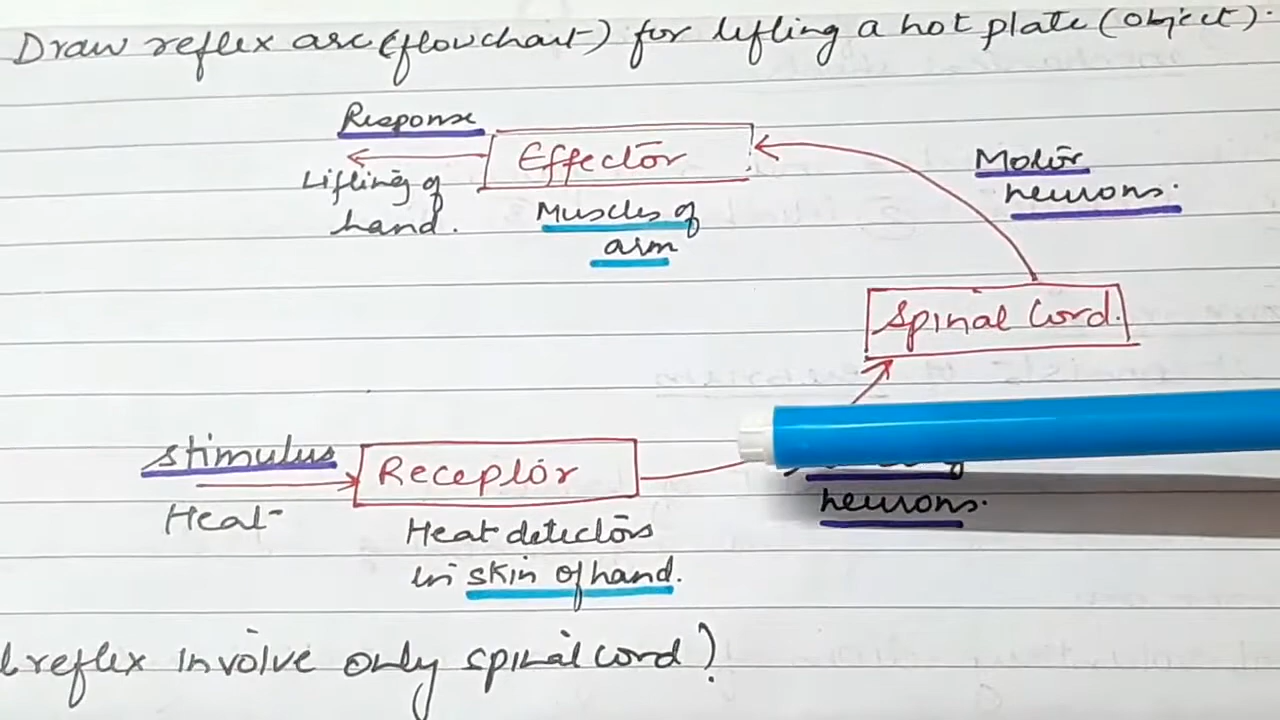 Draw reflex arc (flowchart) for lifting a hot plate (object).
Response
Effector
Lifting of
hand.
Muscles of
arm
Motor
neurons.
Spinal Cord.
Stimulus
Receptor
Heat
neurons.
Heat detectors
in skin of hand.
reflex involve only spinal cord?